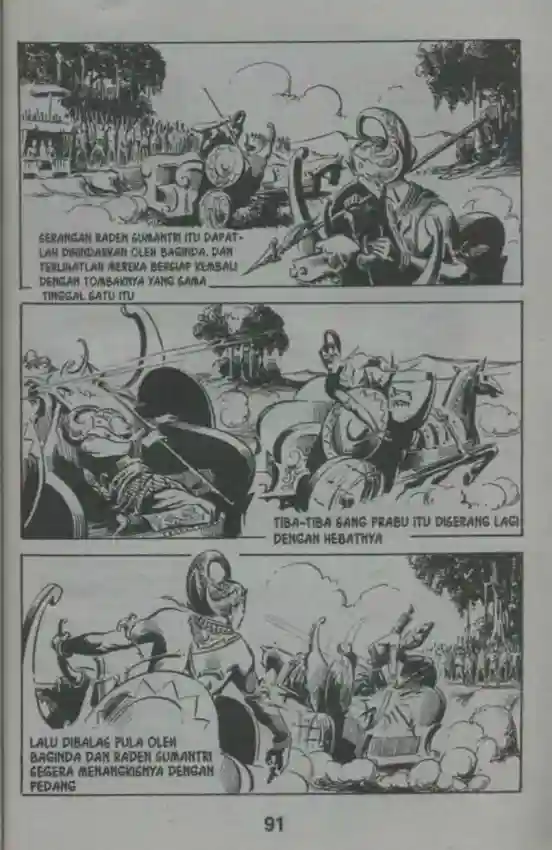 SERANGAN RADEN SUMANTRI ITU DAPAT-
LAH DIHINDARKAN OLEH BAGINDA. DAN
TERLIHATLAH MEREKA BERSIAP KEMBALI
DENGAN TOMBAKNYA YANG SAMA
TINGGAL SATU ITU
TIBA-TIBA SANG PRABU ITU DISERANG LAGI
DENGAN HEBATNYA
LALU DIBALAS PULA OLEH
BAGINDA DAN RADEN SUMANTRI
SEGERA MENANGKISNYA DENGAN
PEDANG
91